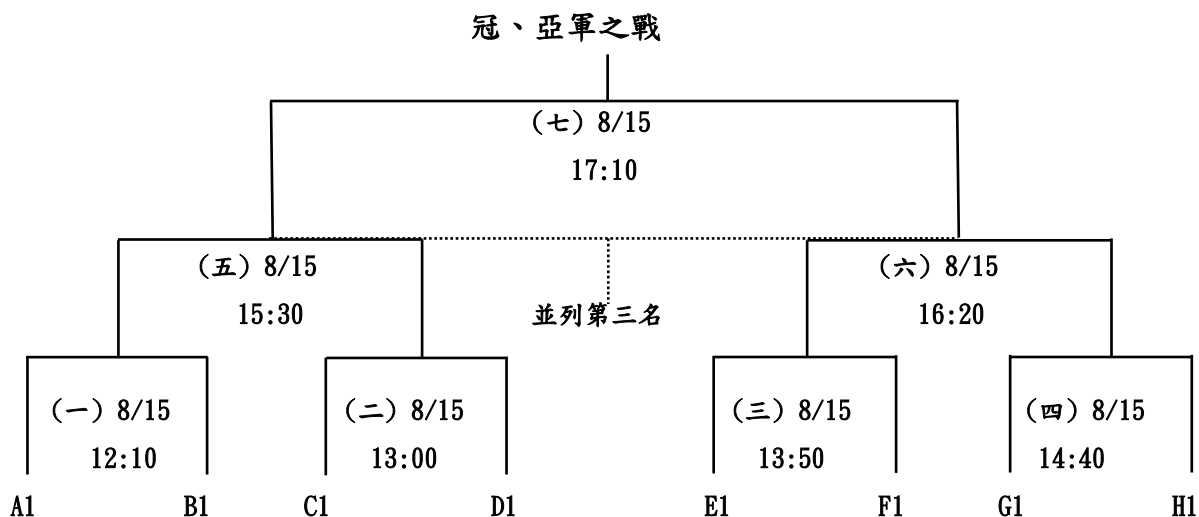 冠、亞軍之戰
（七）8/15
17:10
（五）8/15
15:30
並列第三名
（六）8/15
16:20
（一）8/15
12:10
（二）8/15
13:00
（三）8/15
13:50
（四）8/15
14:40
A1 B1 C1 D1 E1 F1 G1 H1